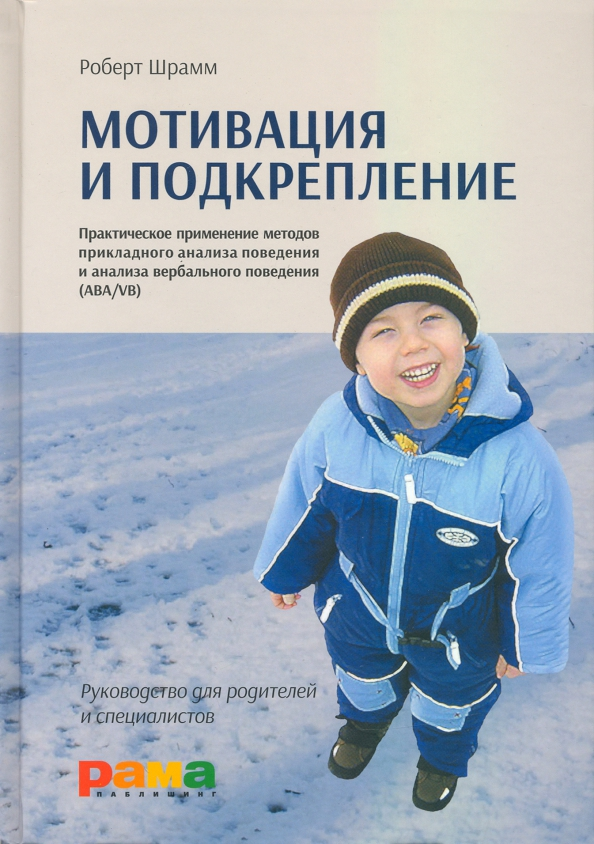 Роберт Шрамм
МОТИВАЦИЯ
И ПОДКРЕПЛЕНИЕ
Практическое применение методов
прикладного анализа поведения
и анализа вербального поведения
(ABA/VB)
Руководство для родителей
и специалистов
рама
ПАБЛИШИНГ